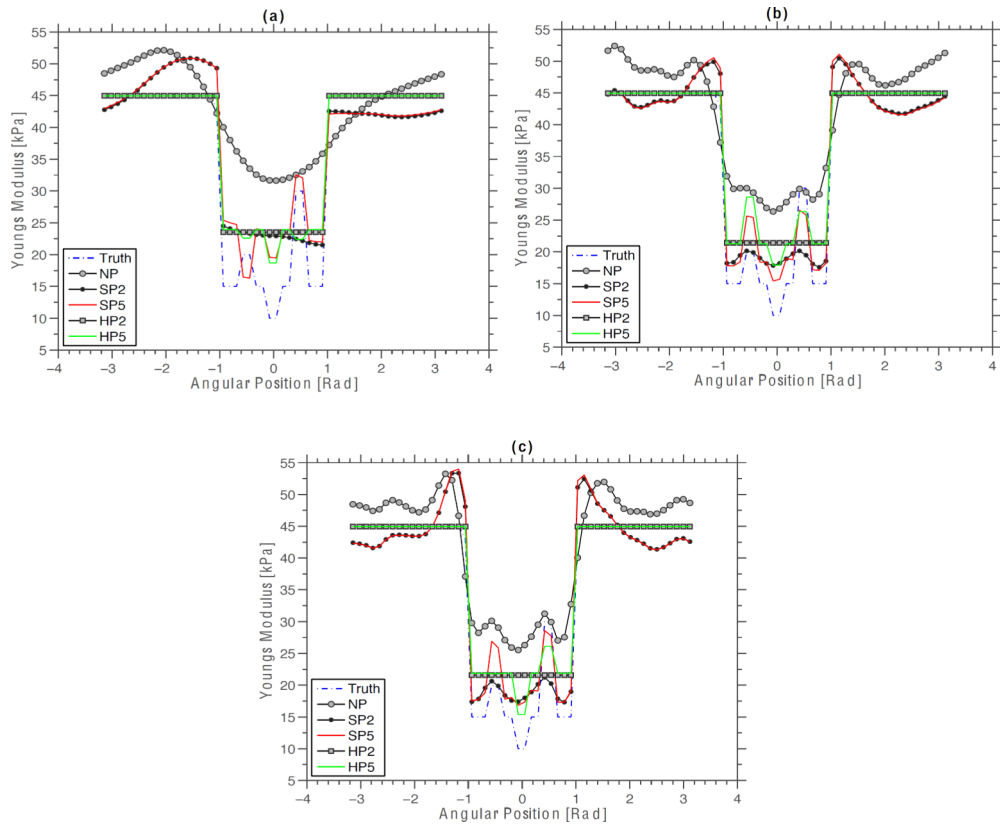 (a)
55
50
45
40
35
30
25
20
15
10
5
Youngs Modulus [kPa]
Truth
NP
SP2
SP5
HP2
HP5
−4 −3 −2 −1 0 1 2 3 4
Angular Position [Rad]
(b)
55
50
45
40
35
30
25
20
15
10
5
Youngs Modulus [kPa]
Truth
NP
SP2
SP5
HP2
HP5
−4 −3 −2 −1 0 1 2 3 4
Angular Position [Rad]
(c)
55
50
45
40
35
30
25
20
15
10
5
Youngs Modulus [kPa]
Truth
NP
SP2
SP5
HP2
HP5
−4 −3 −2 −1 0 1 2 3 4
Angular Position [Rad]